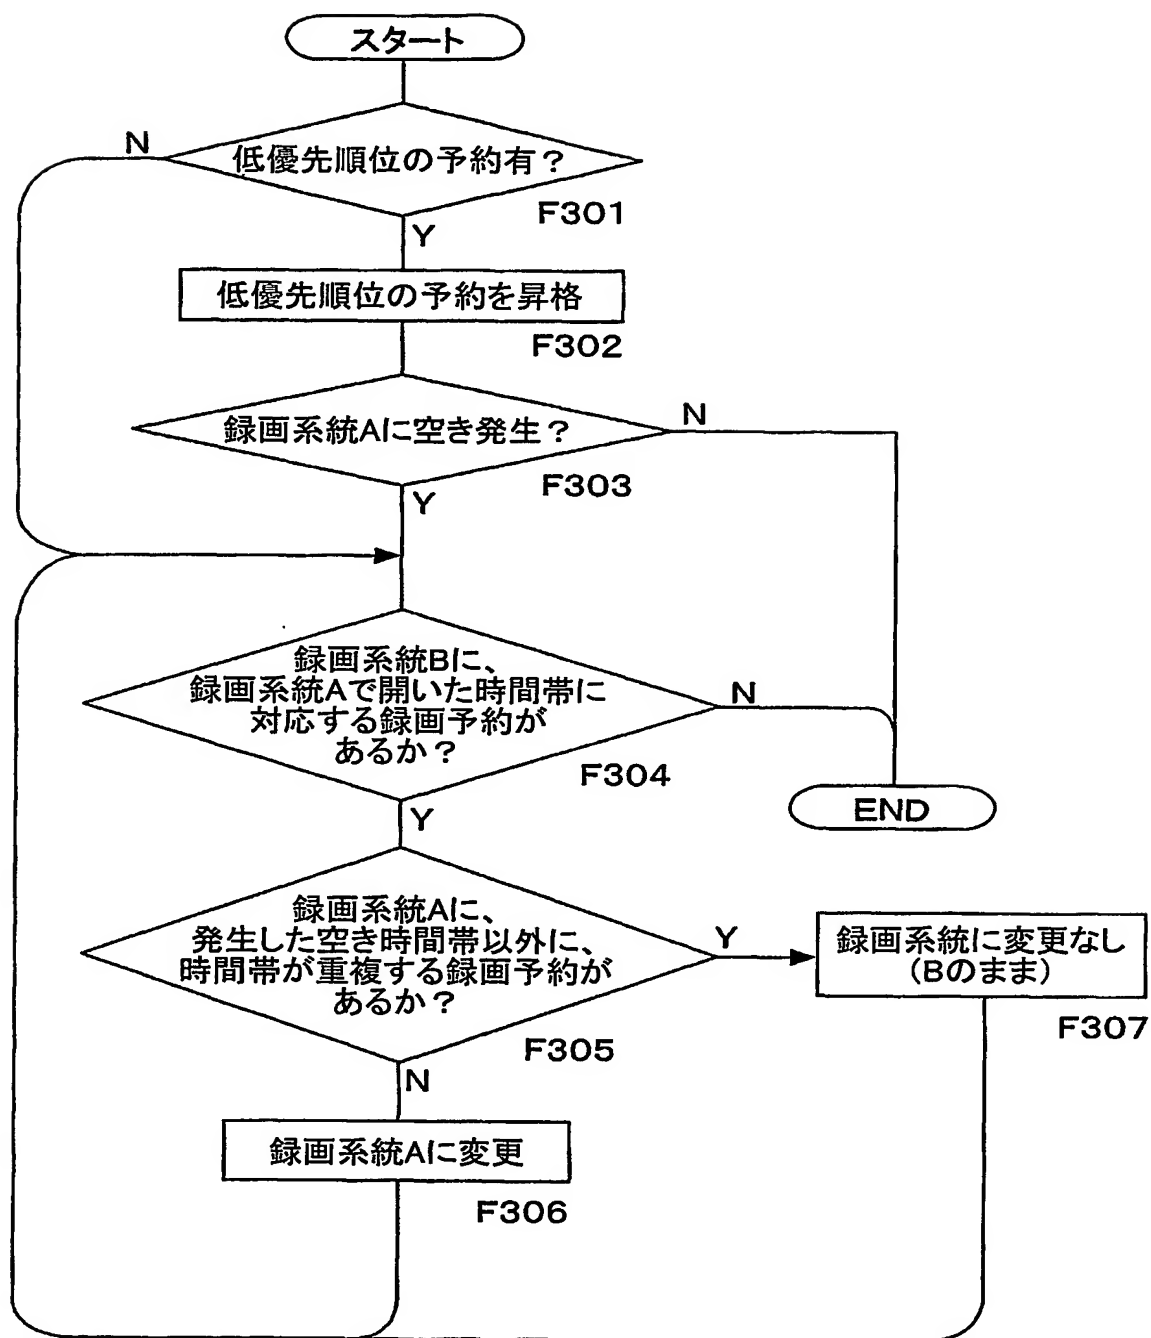 スタート
N
低優先順位の予約有？
F301
Y
低優先順位の予約を昇格
F302
録画系統Aに空き発生？
N
F303
Y
録画系統Bに、
録画系統Aで開いた時間帯に
対応する録画予約が
あるか？
N
F304
END
Y
録画系統Aに、
発生した空き時間帯以外に、
時間帯が重複する録画予約が
あるか？
Y
録画系統に変更なし
(Bのまま)
F307
F305
N
録画系統Aに変更
F306